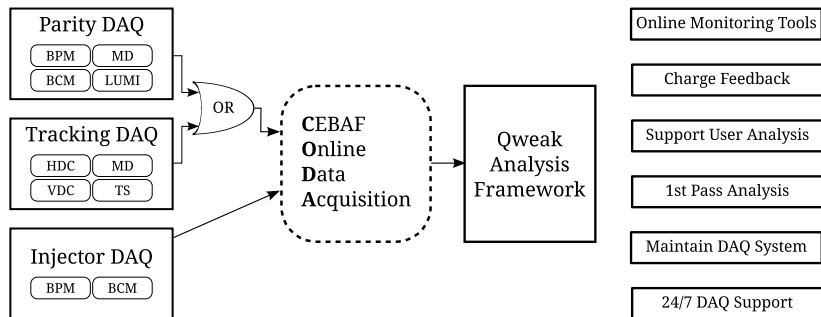 Parity DAQ
BPM MD
BCM LUMI
Tracking DAQ
HDC MD
VDC TS
Injector DAQ
BPM BCM
OR
CEBAF
Online
Data
Acquisition
Qweak
Analysis
Framework
Online Monitoring Tools
Charge Feedback
Support User Analysis
1st Pass Analysis
Maintain DAQ System
24/7 DAQ Support